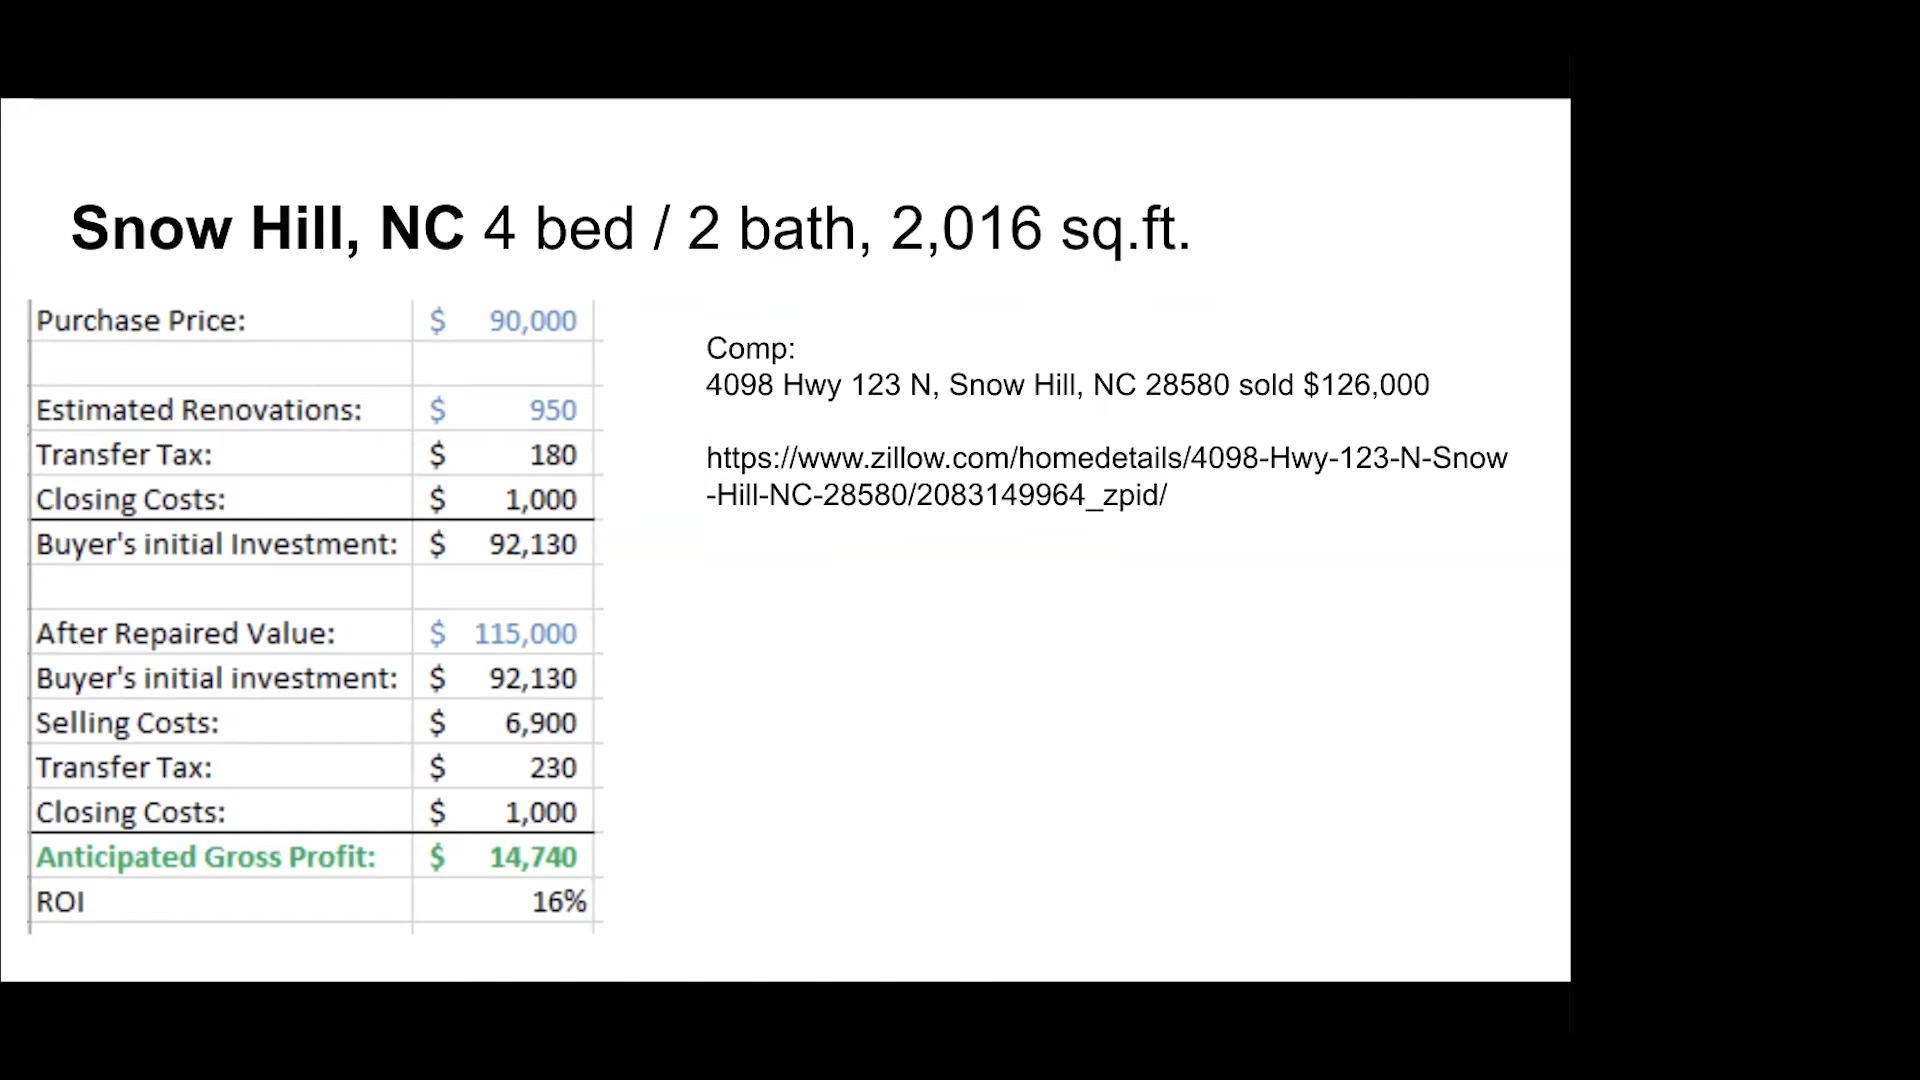 Snow Hill, NC 4 bed / 2 bath, 2,016 sq.ft.
Purchase Price: $ 90,000
Estimated Renovations: $ 950
Transfer Tax: $ 180
Closing Costs: $ 1,000
Buyer's initial Investment: $ 92,130
After Repaired Value: $ 115,000
Buyer's initial investment: $ 92,130
Selling Costs: $ 6,900
Transfer Tax: $ 230
Closing Costs: $ 1,000
Anticipated Gross Profit: $ 14,740
ROI 16%
Comp:
4098 Hwy 123 N, Snow Hill, NC 28580 sold $126,000
https://www.zillow.com/homedetails/4098-Hwy-123-N-Snow
-Hill-NC-28580/2083149964_zpid/